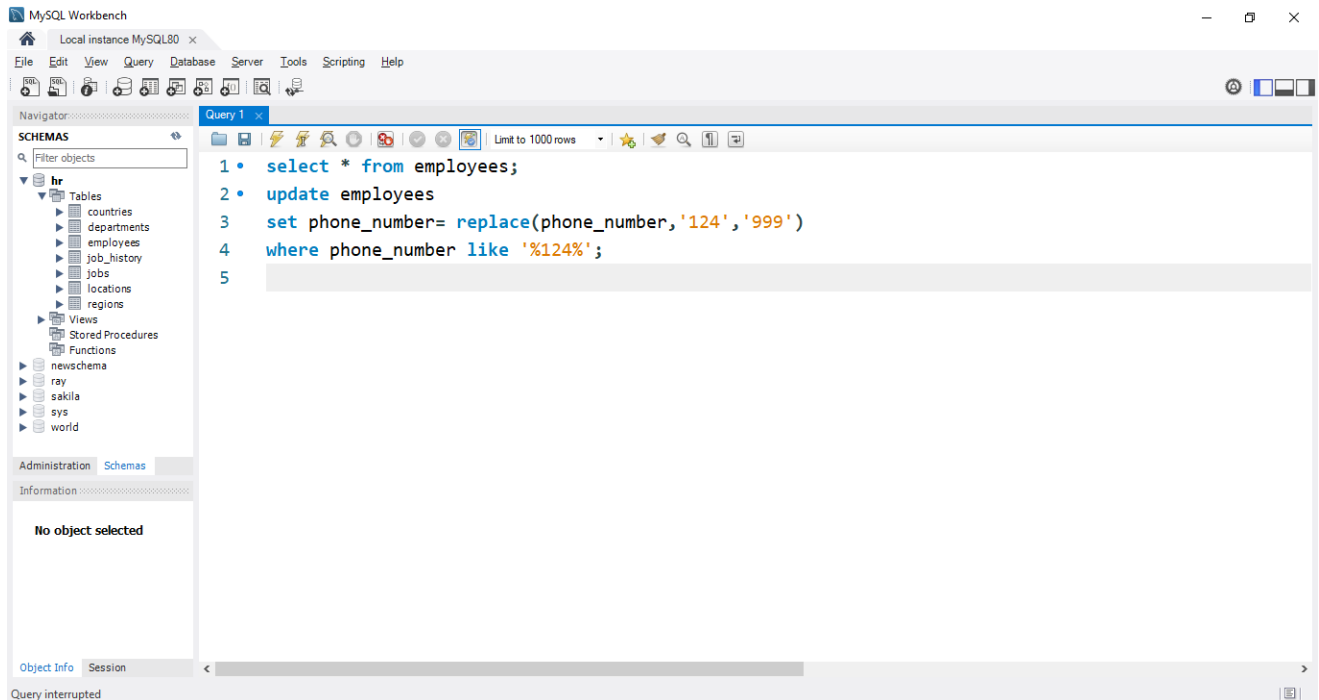 MySQL Workbench
Local instance MySQL80
File Edit View Query Database Server Tools Scripting Help
Navigator
SCHEMAS
Filter objects
hr
Tables
countries
departments
employees
job_history
jobs
locations
regions
Views
Stored Procedures
Functions
newschema
ray
sakila
sys
world
Administration Schemas
Information
No object selected
Object Info Session
Query interrupted
Query 1
Limit to 1000 rows
1 select * from employees;
2 update employees
3 set phone_number= replace(phone_number,'124','999')
4 where phone_number like '%124%';
5